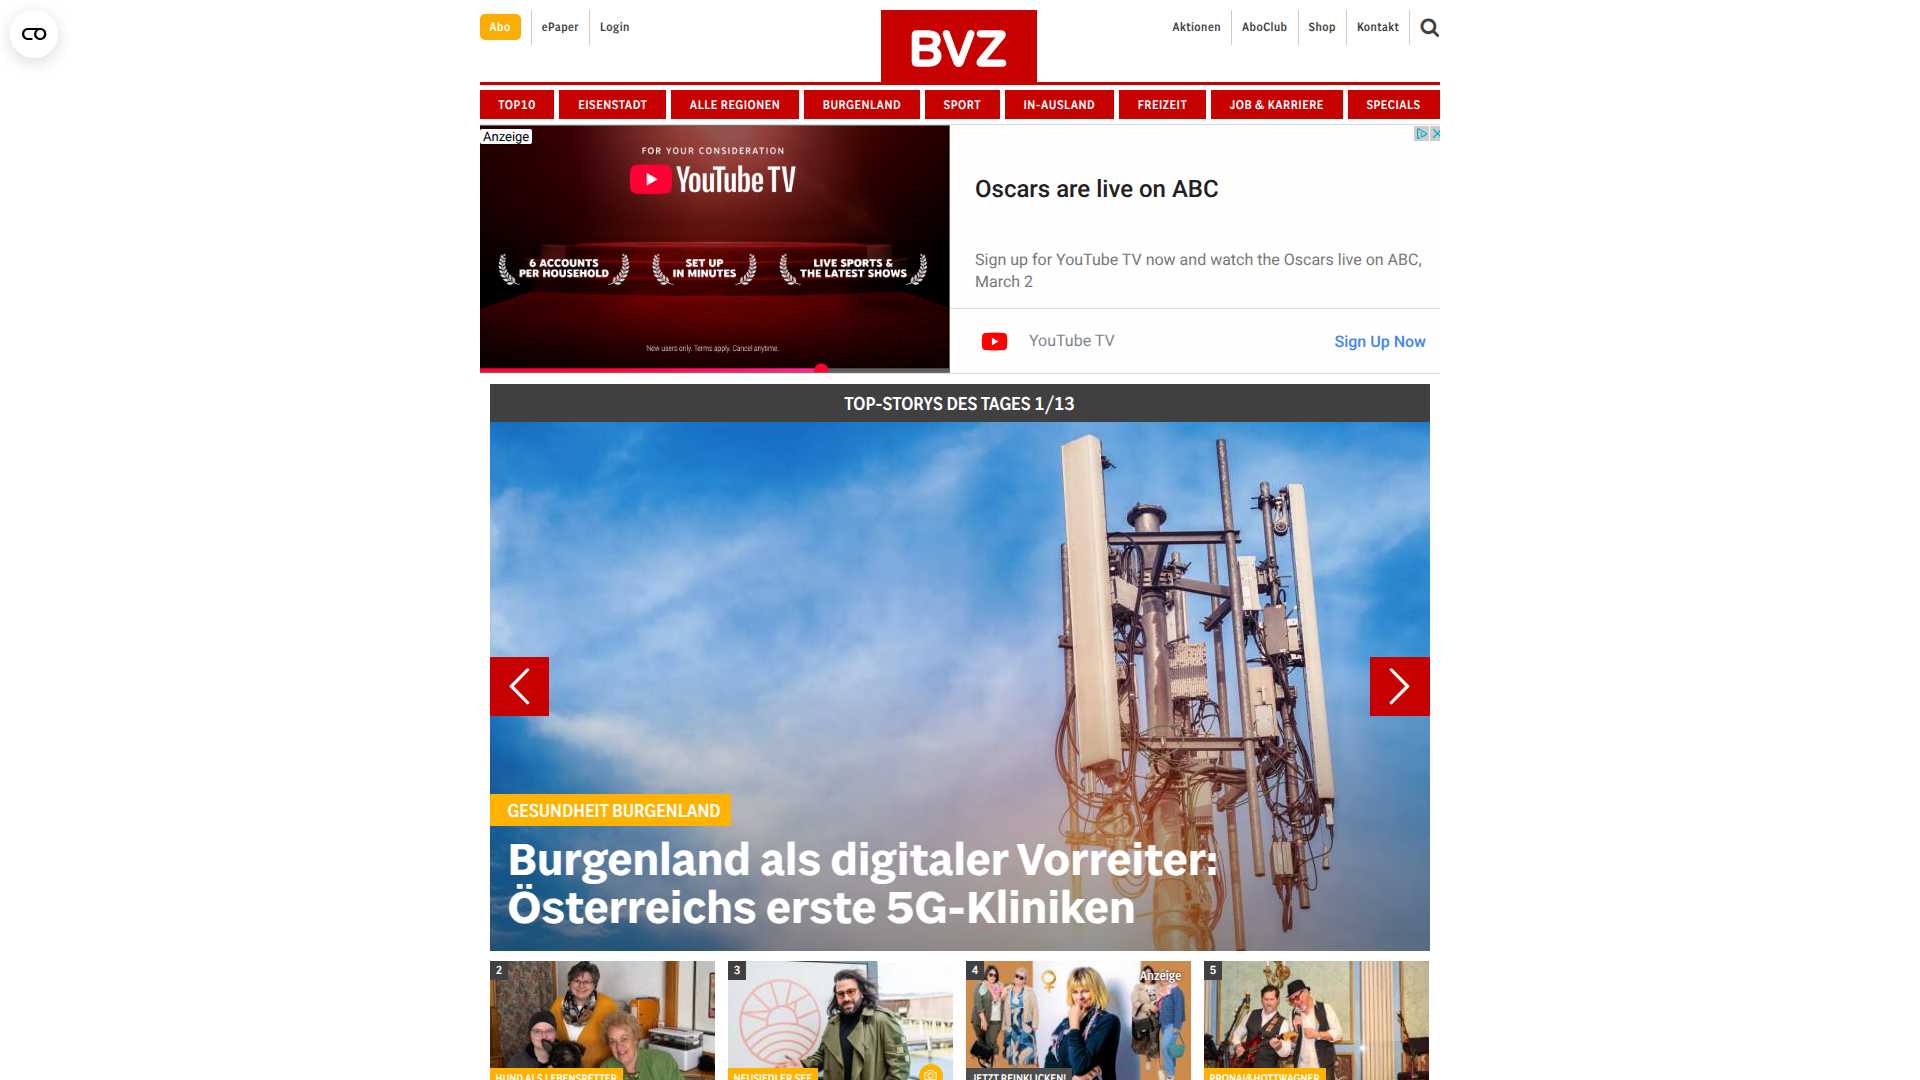 Abo
ePaper
Login
BVZ
Aktionen
AboClub
Shop
Kontakt
TOP10
EISENSTADT
ALLE REGIONEN
BURGENLAND
SPORT
IN-AUSLAND
FREIZEIT
JOB & KARRIERE
SPECIALS
Anzeige
FOR YOUR CONSIDERATION
YouTube TV
6 ACCOUNTS
PER HOUSEHOLD
SET UP
IN MINUTES
LIVE SPORTS &
THE LATEST SHOWS
New users only. Terms apply. Cancel anytime.
Oscars are live on ABC
Sign up for YouTube TV now and watch the Oscars live on ABC,
March 2
YouTube TV
Sign Up Now
TOP-STORYS DES TAGES 1/13
GESUNDHEIT BURGENLAND
Burgenland als digitaler Vorreiter:
Österreichs erste 5G-Kliniken
2
HUND ALS LEBENSRETTER
3
NEUSIEDLER SEE
4
Anzeige
JETZT REINKLICKEN!
5
PRONAI&HOTTWAGNER